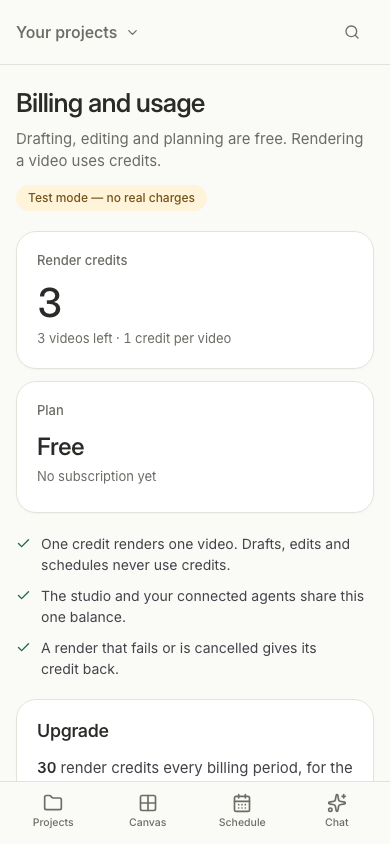 Your projects
Billing and usage
Drafting, editing and planning are free. Rendering
a video uses credits.
Test mode — no real charges
Render credits
3
3 videos left · 1 credit per video
Plan
Free
No subscription yet
One credit renders one video. Drafts, edits and
schedules never use credits.
The studio and your connected agents share this
one balance.
A render that fails or is cancelled gives its
credit back.
Upgrade
30 render credits every billing period, for the
Projects
Canvas
Schedule
Chat